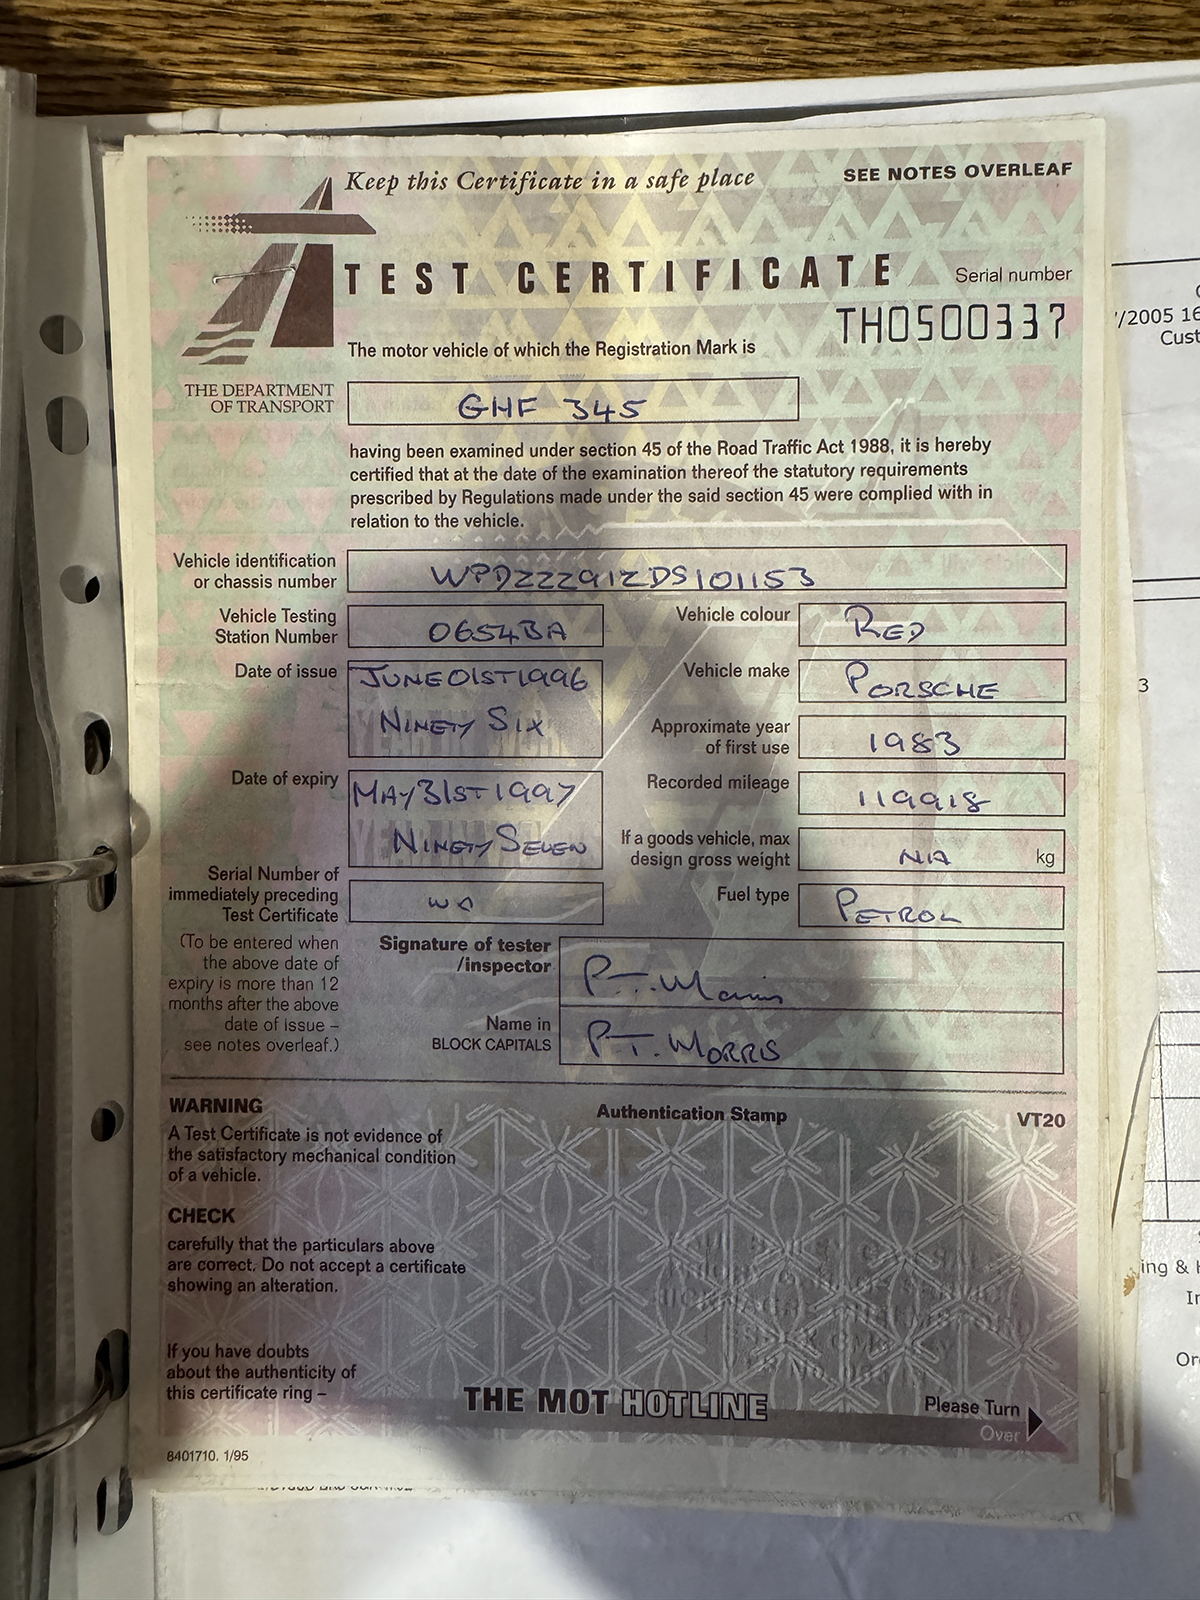 Keep this Certificate in a safe place
SEE NOTES OVERLEAF
TEST CERTIFICATE
Serial number
TH0500337
The motor vehicle of which the Registration Mark is
THE DEPARTMENT
OF TRANSPORT
GHF 345
having been examined under section 45 of the Road Traffic Act 1988, it is hereby
certified that at the date of the examination thereof the statutory requirements
prescribed by Regulations made under the said section 45 were complied with in
relation to the vehicle.
Vehicle identification
or chassis number
WPDZZZ91ZDS101153
Vehicle Testing
Station Number
0654BA
Vehicle colour
RED
Date of issue
JUNE 01ST 1996
NINETY SIX
Vehicle make
PORSCHE
Approximate year
of first use
1983
Date of expiry
MAY 31ST 1997
NINETY SEVEN
Recorded mileage
119918
If a goods vehicle, max
design gross weight
NA kg
Serial Number of
immediately preceding
Test Certificate
Fuel type
PETROL
(To be entered when
the above date of
expiry is more than 12
months after the above
date of issue –
see notes overleaf.)
Signature of tester
/inspector
P.T. Morris
Name in
BLOCK CAPITALS
P.T. MORRIS
WARNING
A Test Certificate is not evidence of
the satisfactory mechanical condition
of a vehicle.
Authentication Stamp
VT20
CHECK
carefully that the particulars above
are correct. Do not accept a certificate
showing an alteration.
If you have doubts
about the authenticity of
this certificate ring –
THE MOT HOTLINE
Please Turn
Over
8401710. 1/95
/2005 16
Cust
3
ing &